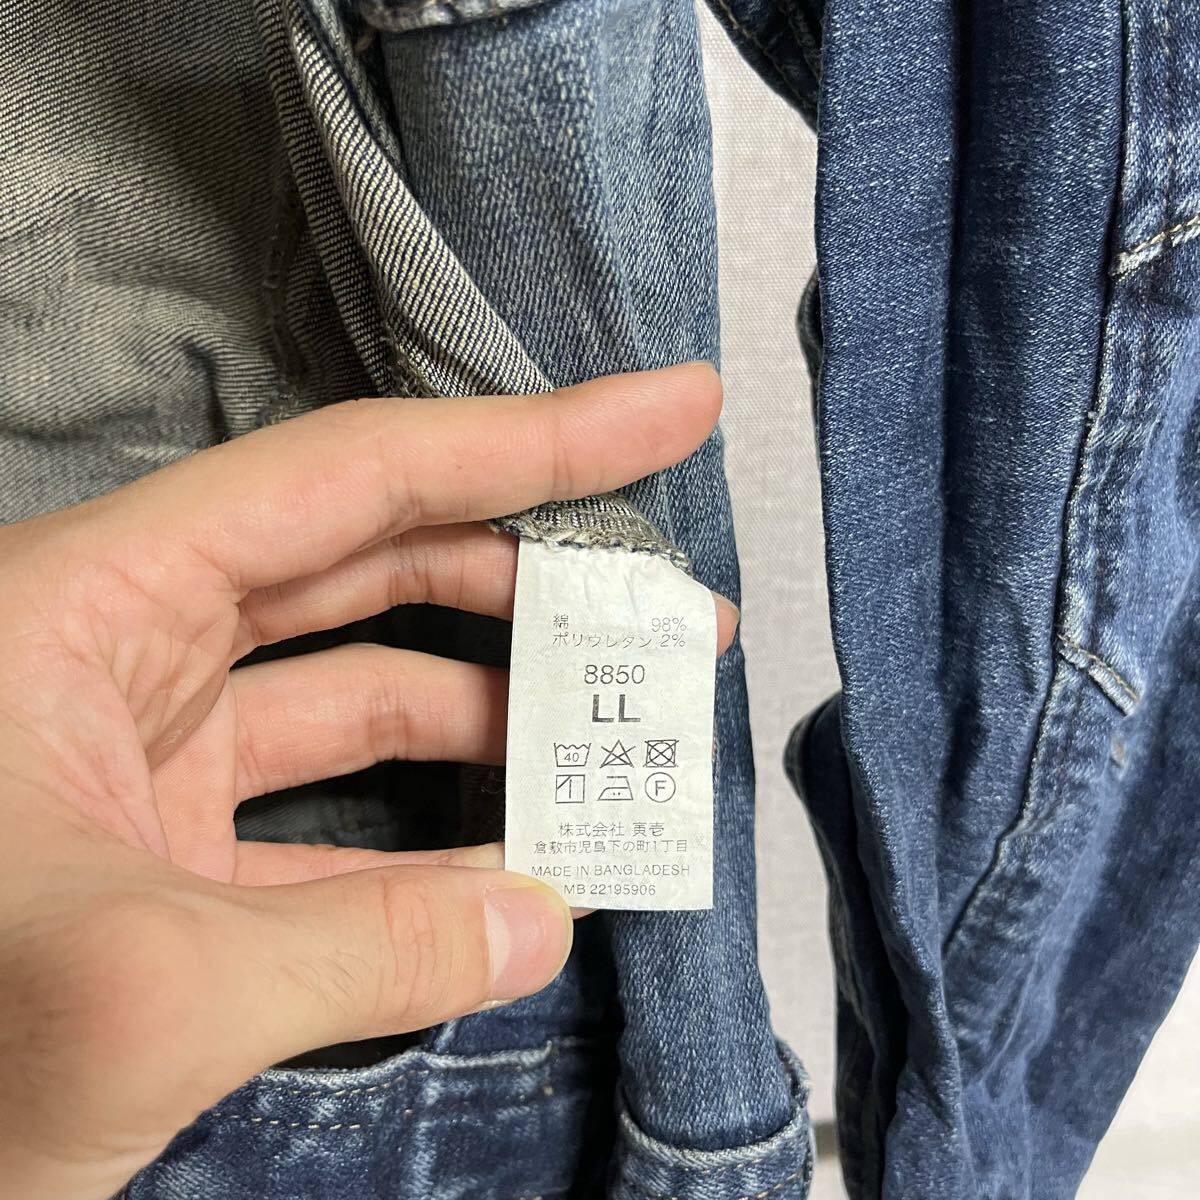 綿 98%
ポリウレタン 2%
8850
LL
40
F
株式会社 寅壱
倉敷市児島下の町1丁目
MADE IN BANGLADESH
MB 22195906